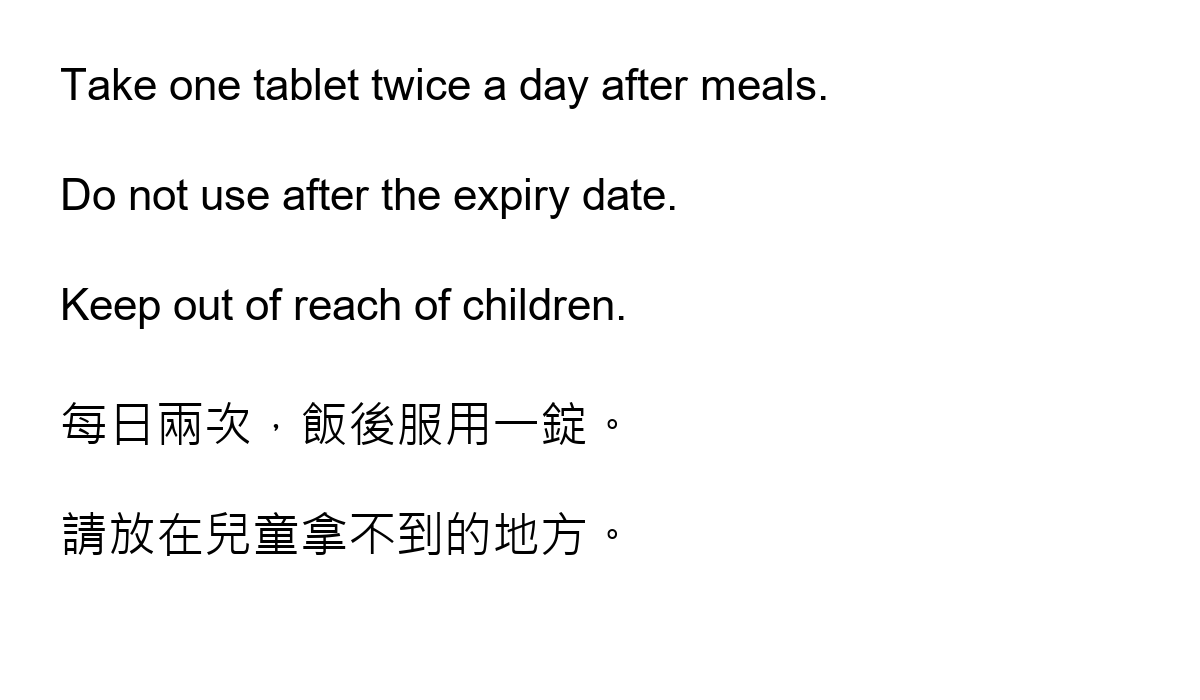 Take one tablet twice a day after meals.
Do not use after the expiry date.
Keep out of reach of children.
每日兩次，飯後服用一錠。
請放在兒童拿不到的地方。